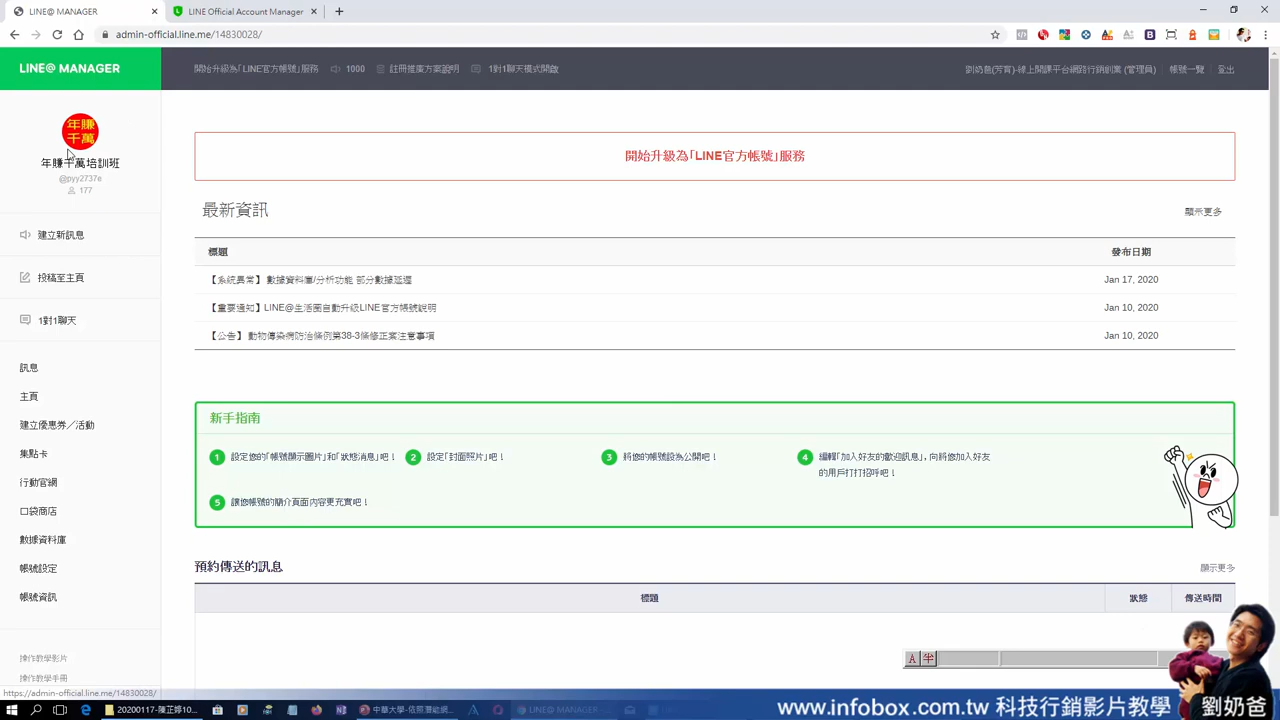 LINE@ MANAGER
LINE Official Account Manager
admin-official.line.me/14830028/
LINE@ MANAGER
開始升級為「LINE官方帳號」服務
1000
註冊推廣方案說明
1對1聊天模式開啟
劉奶爸(芳育)-線上開課平台網路行銷創業 (管理員)
帳號一覽
登出
年賺
千萬
年賺千萬培訓班
@pyy2737e
177
開始升級為「LINE官方帳號」服務
最新資訊
顯示更多
標題
發布日期
【系統異常】 數據資料庫/分析功能 部分數據延遲
Jan 17, 2020
【重要通知】LINE@生活圈自動升級LINE官方帳號說明
Jan 10, 2020
【公告】 動物傳染病防治條例第38-3條修正案注意事項
Jan 10, 2020
建立新訊息
投稿至主頁
1對1聊天
訊息
主頁
建立優惠券／活動
集點卡
行動官網
口袋商店
數據資料庫
帳號設定
帳號資訊
操作教學影片
操作教學手冊
新手指南
1 設定您的「帳號顯示圖片」和「狀態消息」吧！
2 設定「封面照片」吧！
3 將您的帳號設為公開吧！
4 編輯「加入好友的歡迎訊息」，向將您加入好友
的用戶打打招呼吧！
5 讓您帳號的簡介頁面內容更充實吧！
預約傳送的訊息
顯示更多
標題
狀態
傳送時間
A 半
https://admin-official.line.me/14830028/
20200117-陳芷婷10...
LINE@ MANAGER
www.infobox.com.tw 科技行銷影片教學
劉奶爸